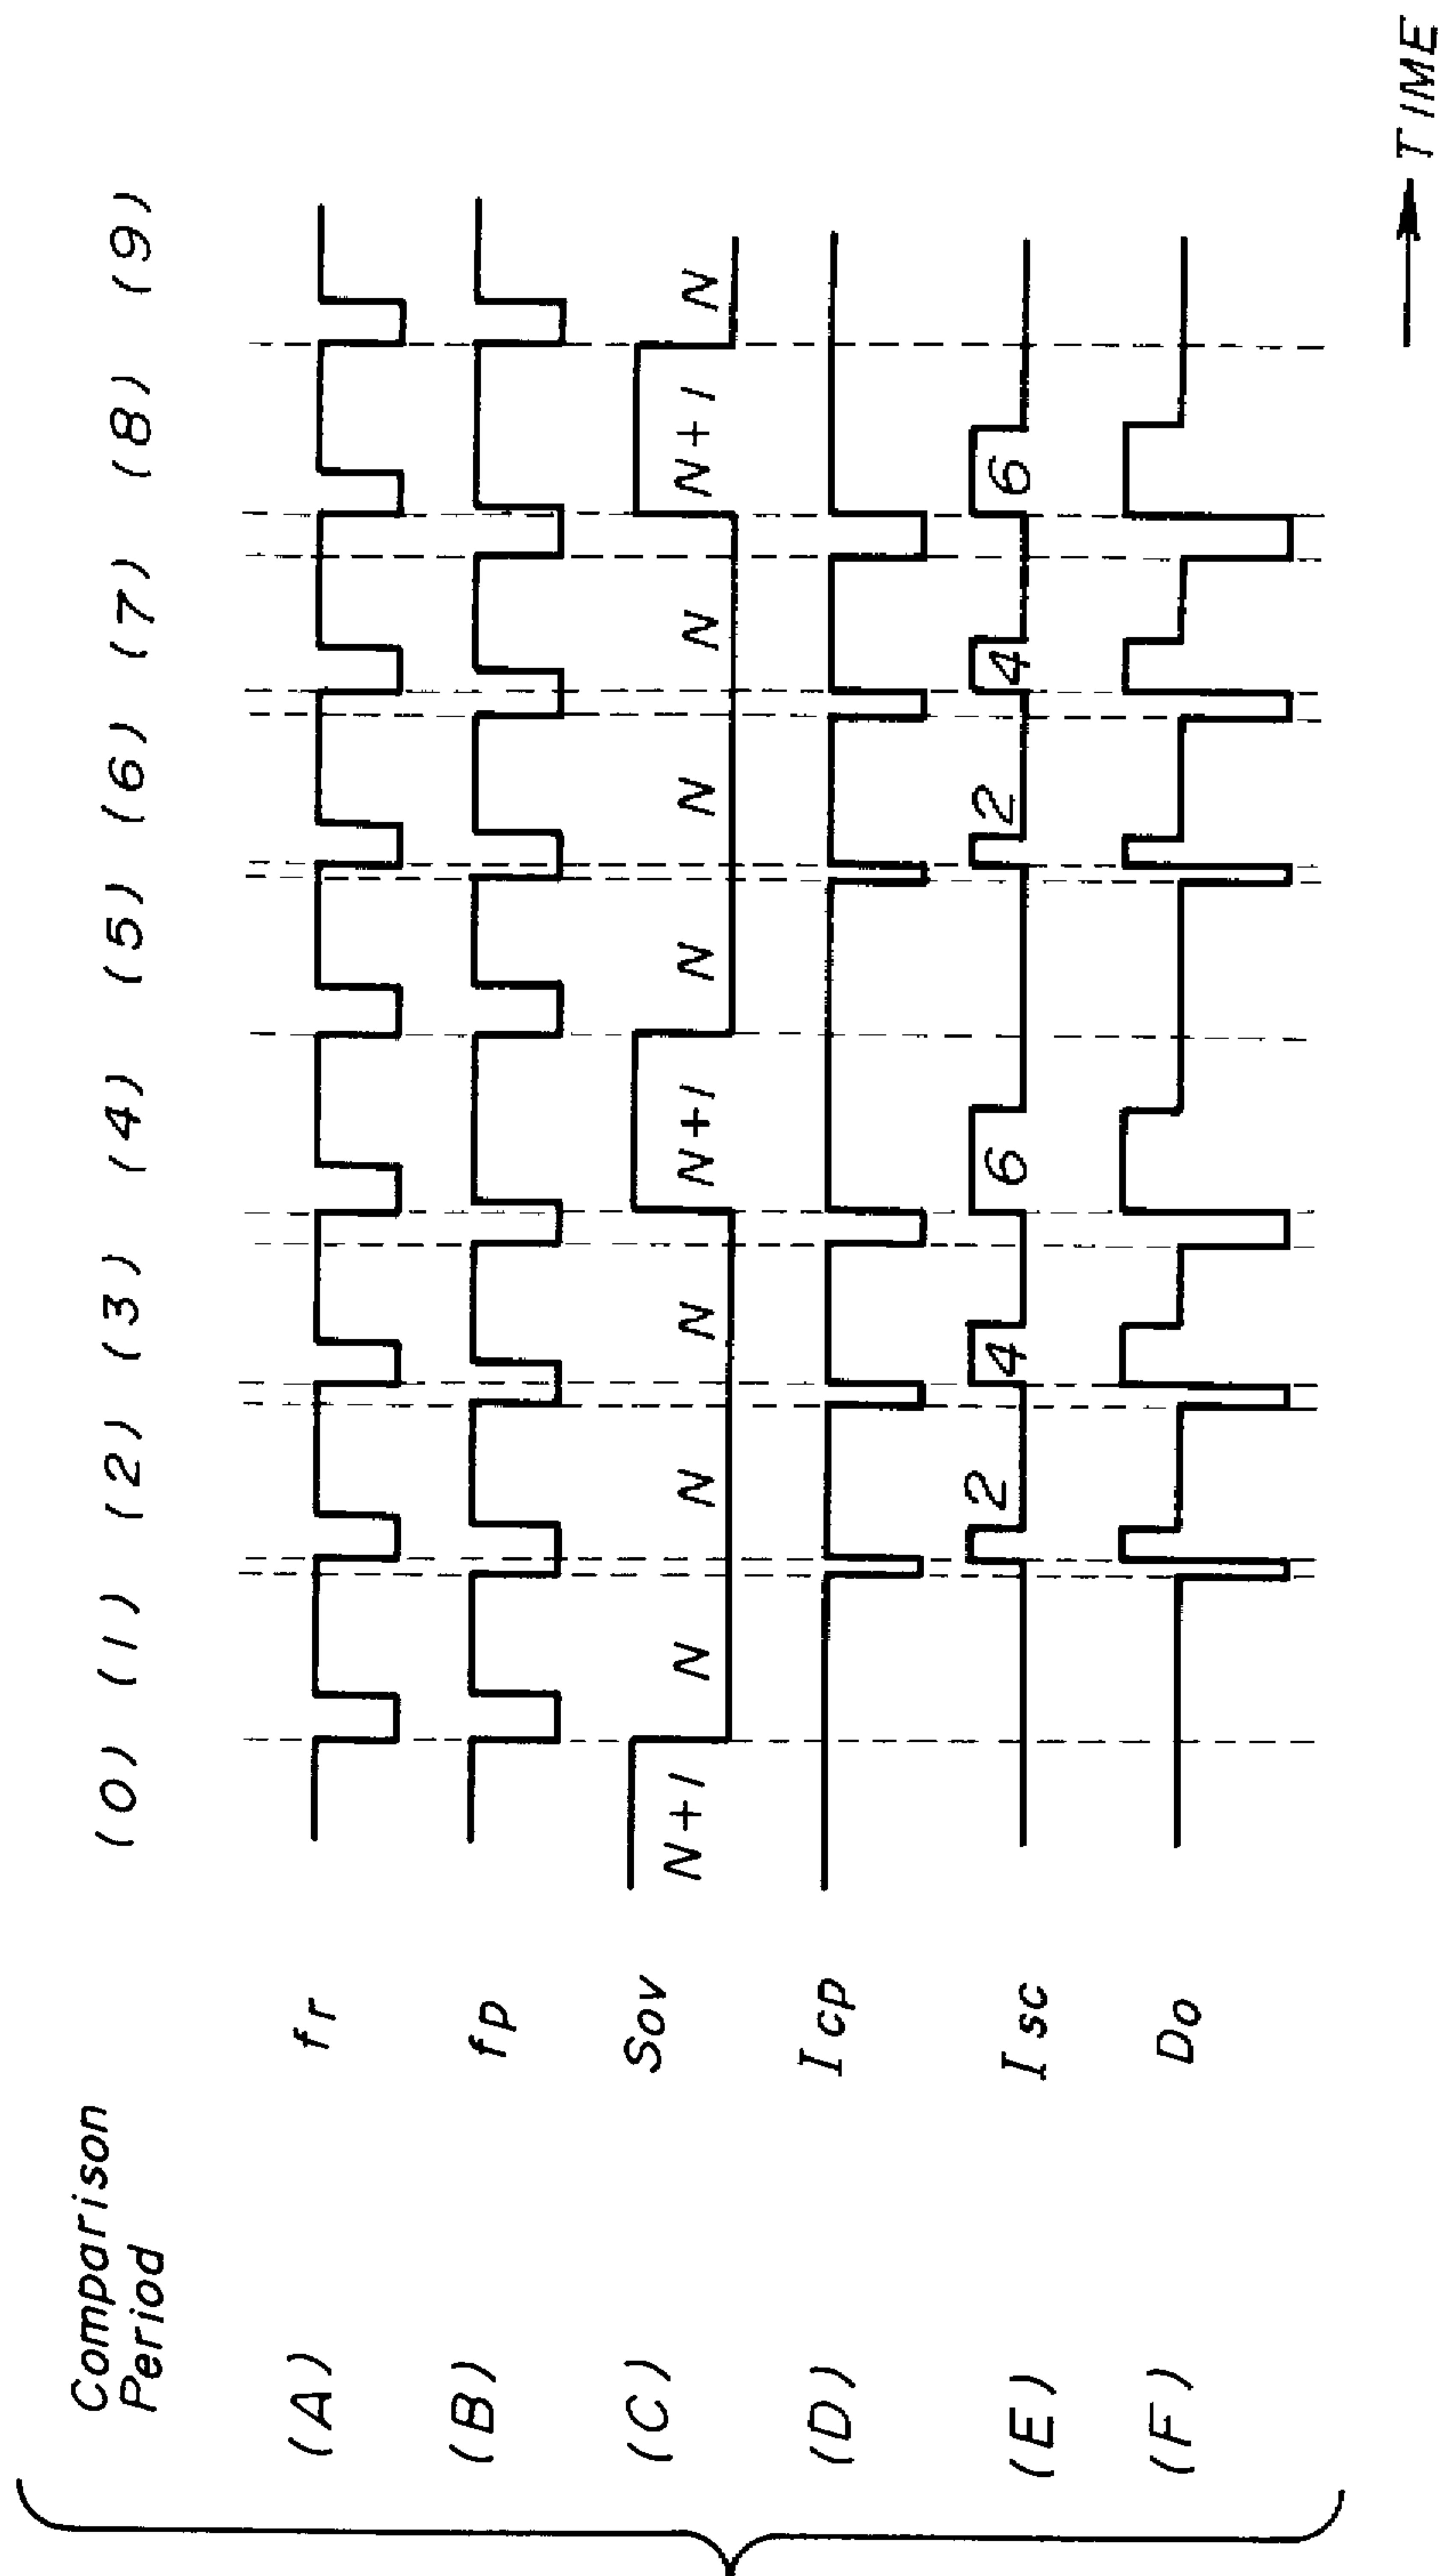 Comparison
Period
(0) (1) (2) (3) (4) (5) (6) (7) (8) (9)
(A) fr
(B) fp
(C) Sov N+1 N N N N+1 N N N N+1 N
(D) Icp
(E) Isc 2 4 6 2 4 6
(F) Do
TIME